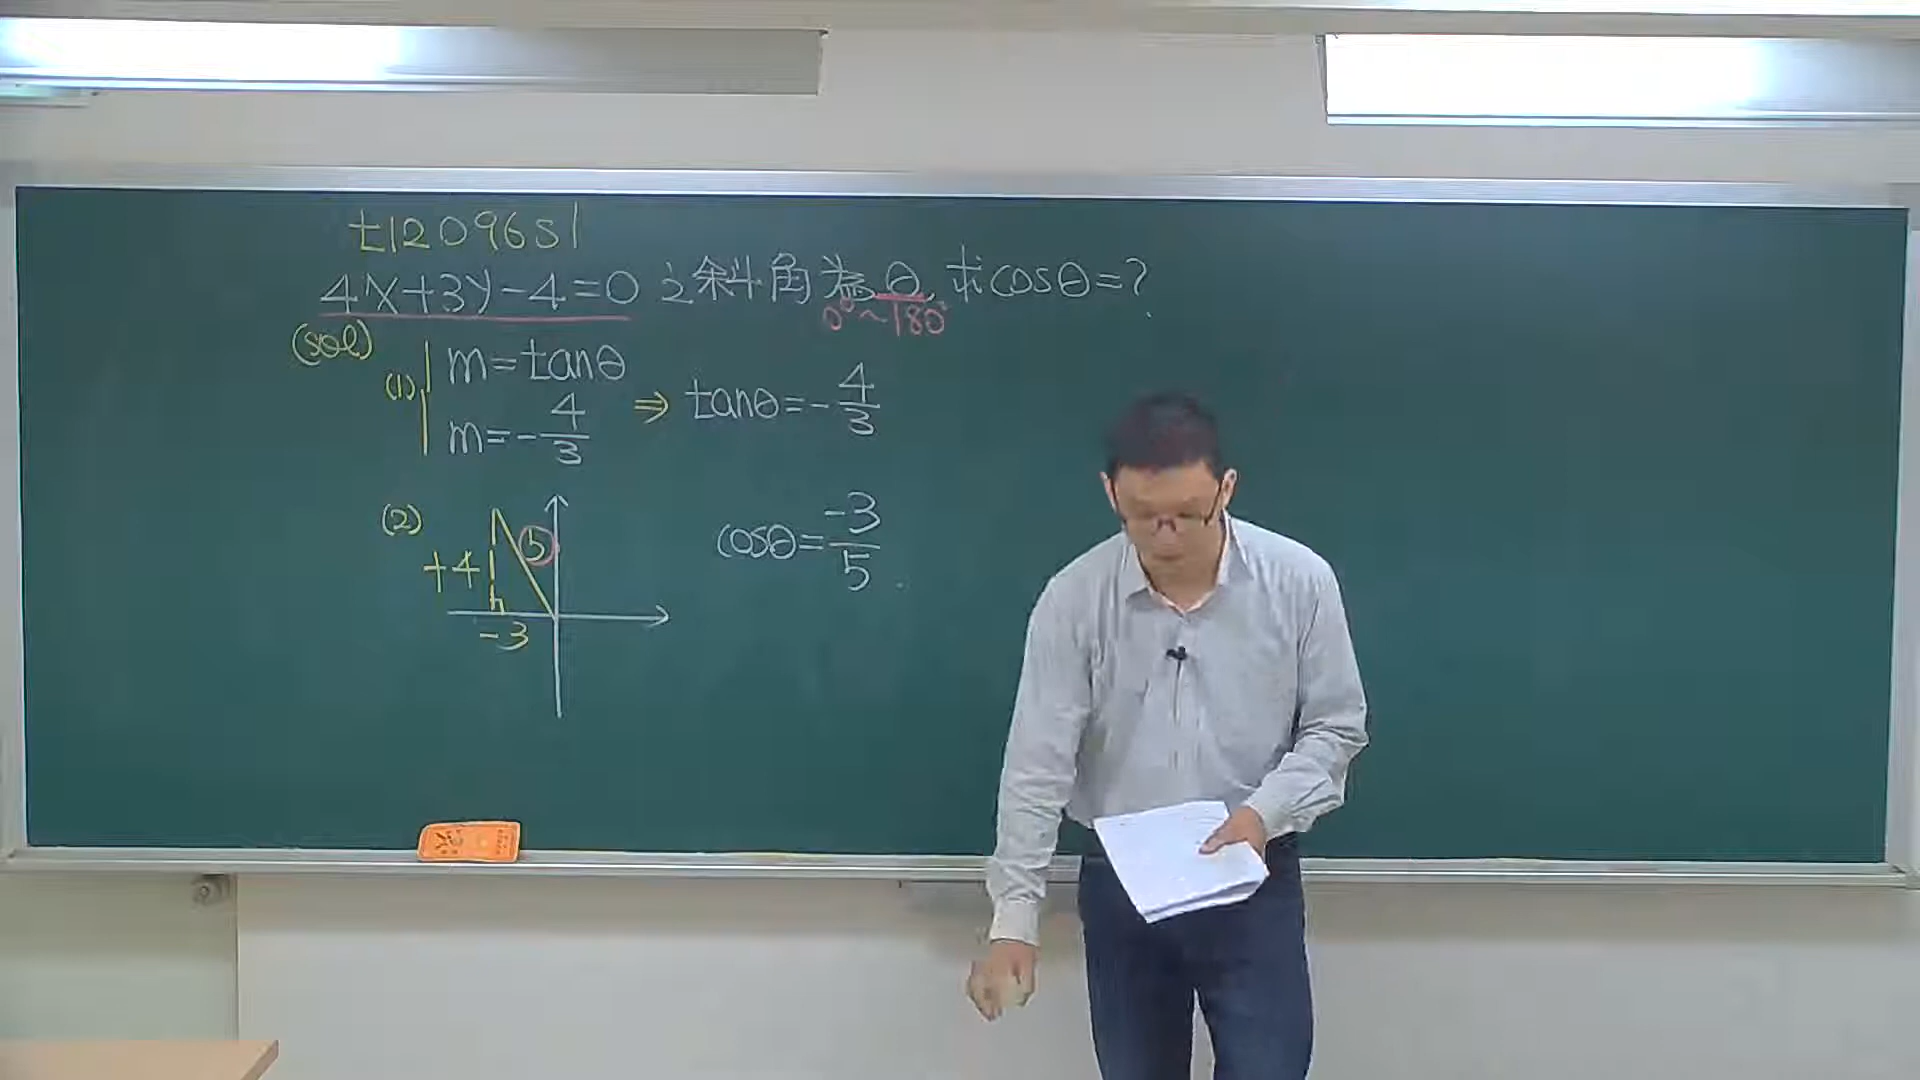 t1209651
4x+3y-4=0 之斜角為θ, 求cosθ=?
0°~180°
(sol)
(1) m=tanθ
m=-4/3 ⇒ tanθ=-4/3
(2) +4 5 -3
cosθ=-3/5